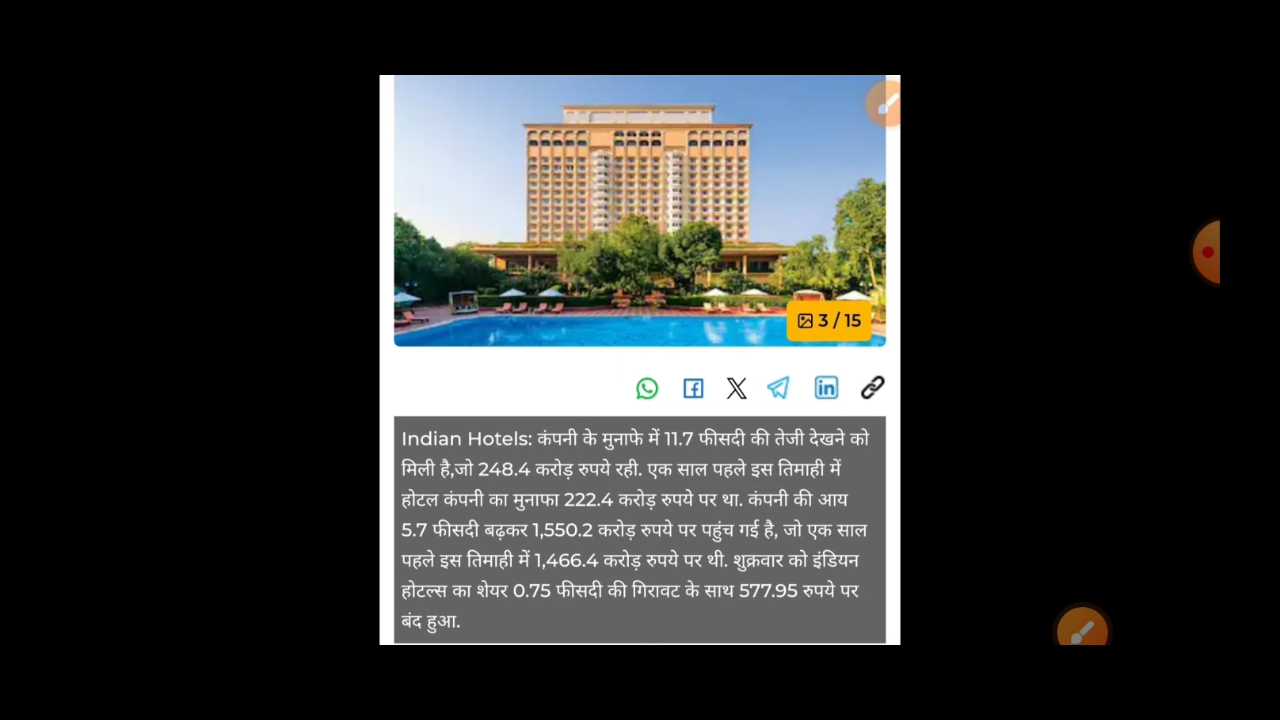 3 / 15
Indian Hotels: कंपनी के मुनाफे में 11.7 फीसदी की तेजी देखने को
मिली है,जो 248.4 करोड़ रुपये रही. एक साल पहले इस तिमाही में
होटल कंपनी का मुनाफा 222.4 करोड़ रुपये पर था. कंपनी की आय
5.7 फीसदी बढ़कर 1,550.2 करोड़ रुपये पर पहुंच गई है, जो एक साल
पहले इस तिमाही में 1,466.4 करोड़ रुपये पर थी. शुक्रवार को इंडियन
होटल्स का शेयर 0.75 फीसदी की गिरावट के साथ 577.95 रुपये पर
बंद हुआ.